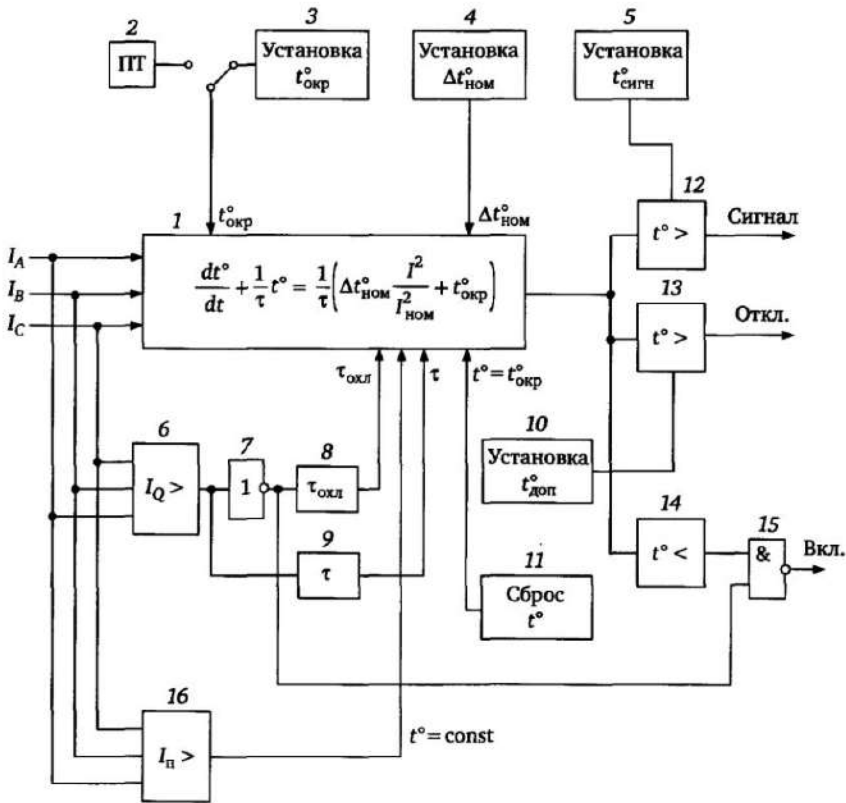 2
ПТ
3
Установка
t°окр
4
Установка
Δt°ном
5
Установка
t°сигн
1
t°окр
Δt°ном
I_A
I_B
I_C
dt°/dt + 1/τ t° = 1/τ (Δt°ном I²/I²ном + t°окр)
12
t° >
Сигнал
13
t° >
Откл.
τохл
τ
t° = t°окр
6
I_Q >
7
1
8
τохл
9
τ
10
Установка
t°доп
11
Сброс
t°
14
t° <
15
&
Вкл.
16
Iп >
t° = const